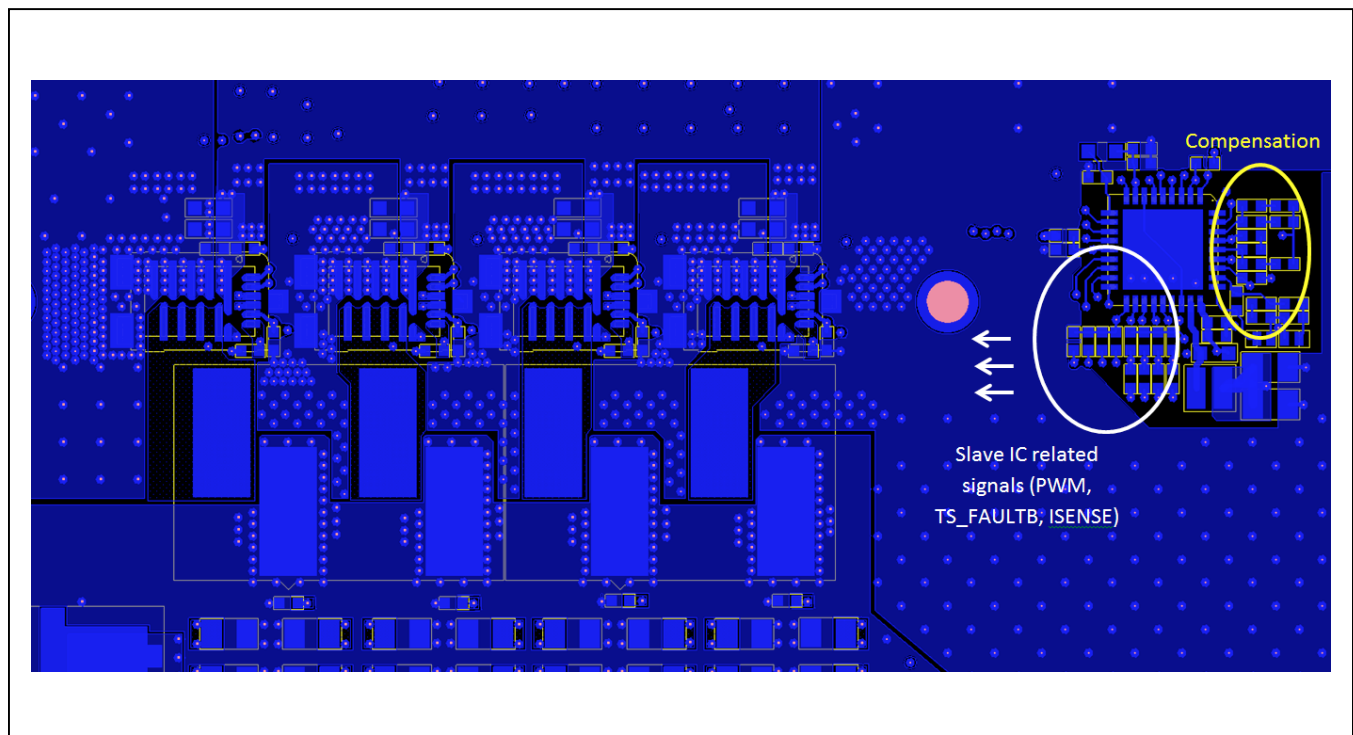 Compensation
Slave IC related
signals (PWM,
TS_FAULTB, ISENSE)